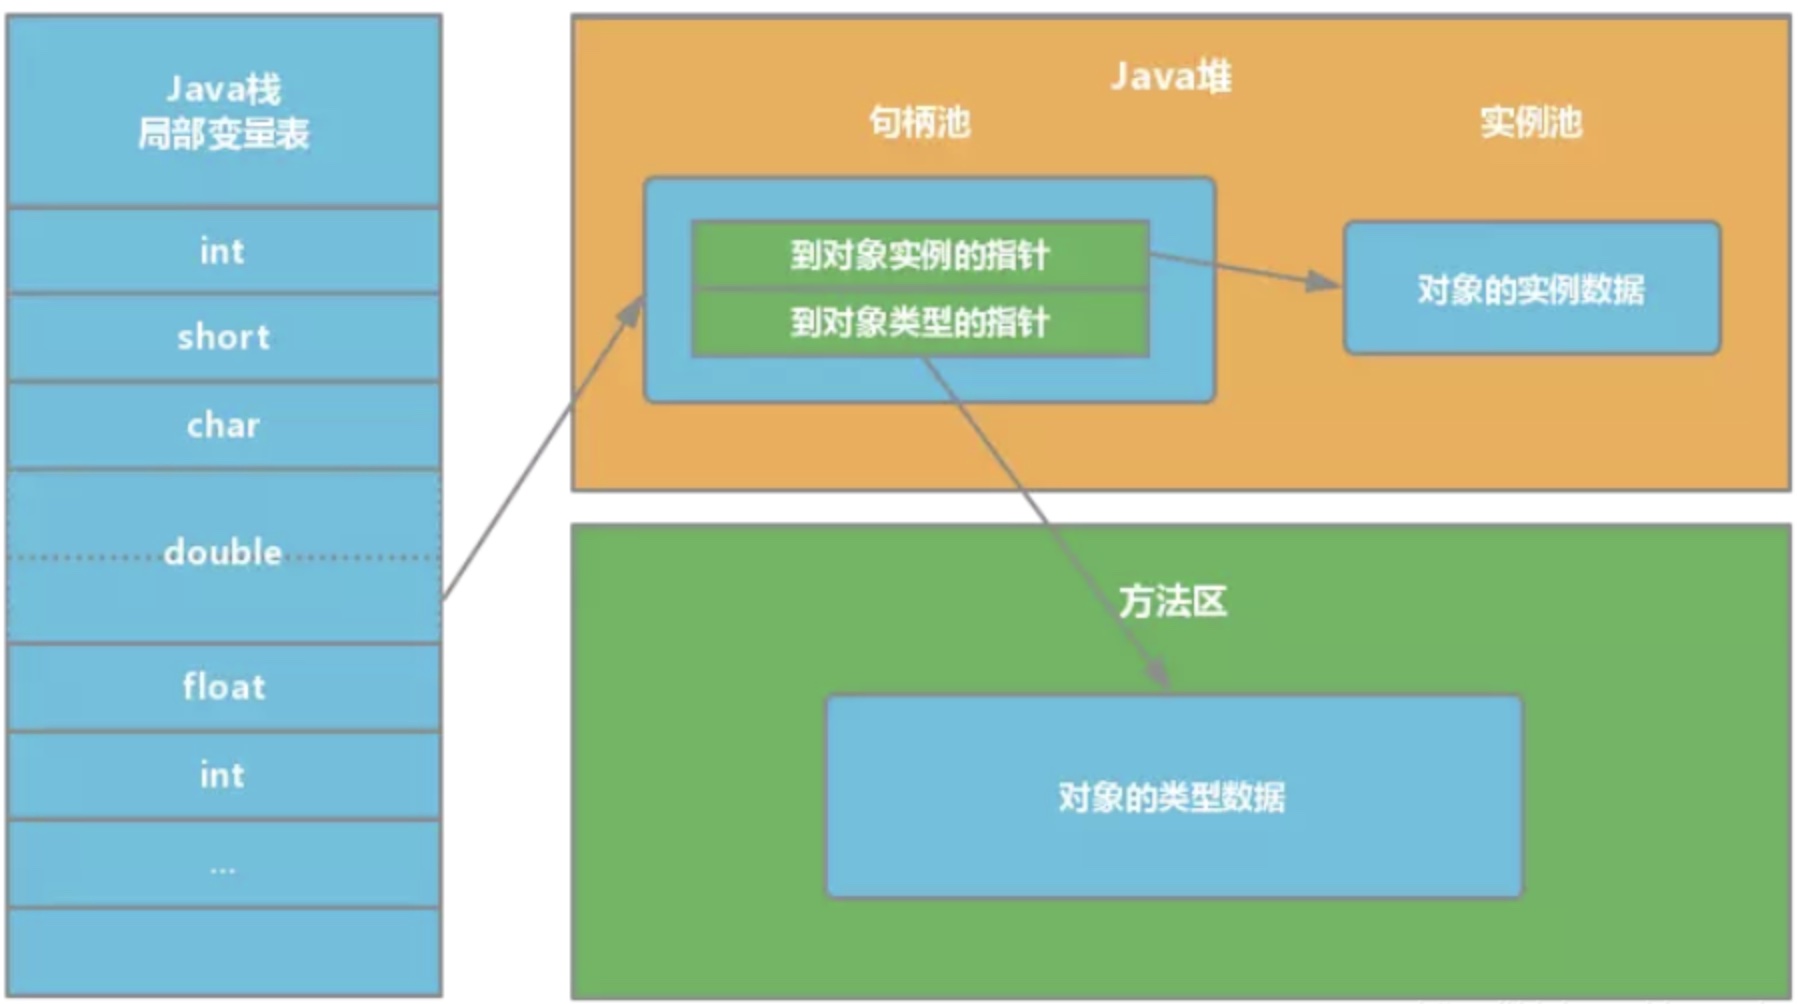 Java栈
局部变量表
int
short
char
double
float
int
...
Java堆
句柄池
实例池
到对象实例的指针
到对象类型的指针
对象的实例数据
方法区
对象的类型数据